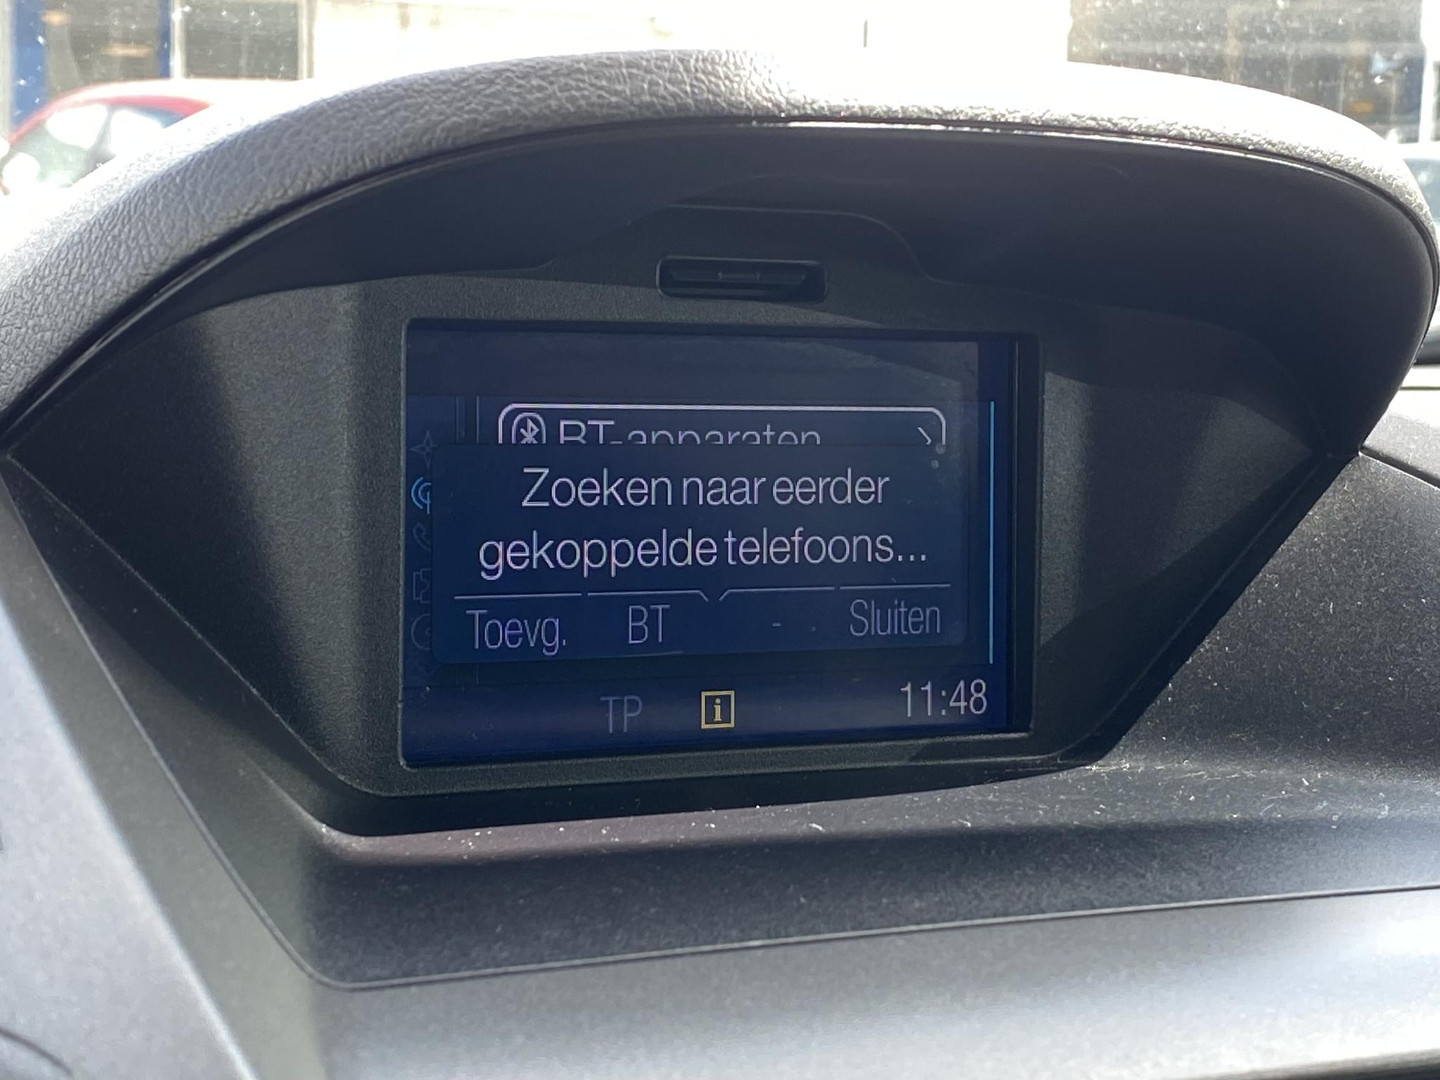 BT-apparaten
Zoeken naar eerder
gekoppelde telefoons...
Toevg. BT - Sluiten
TP i 11:48